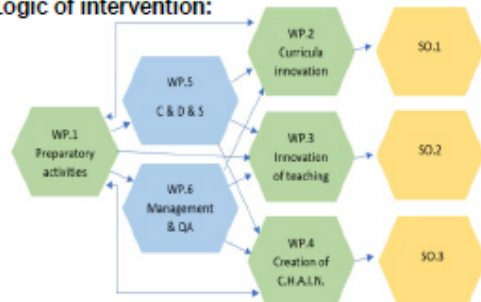 Logic of intervention:
WP.1
Preparatory
activities
WP.5
C & D & S
WP.6
Management
& QA
WP.2
Curricula
innovation
WP.3
Innovation
of teaching
WP.4
Creation of
C.H.A.I.N.
SO.1
SO.2
SO.3